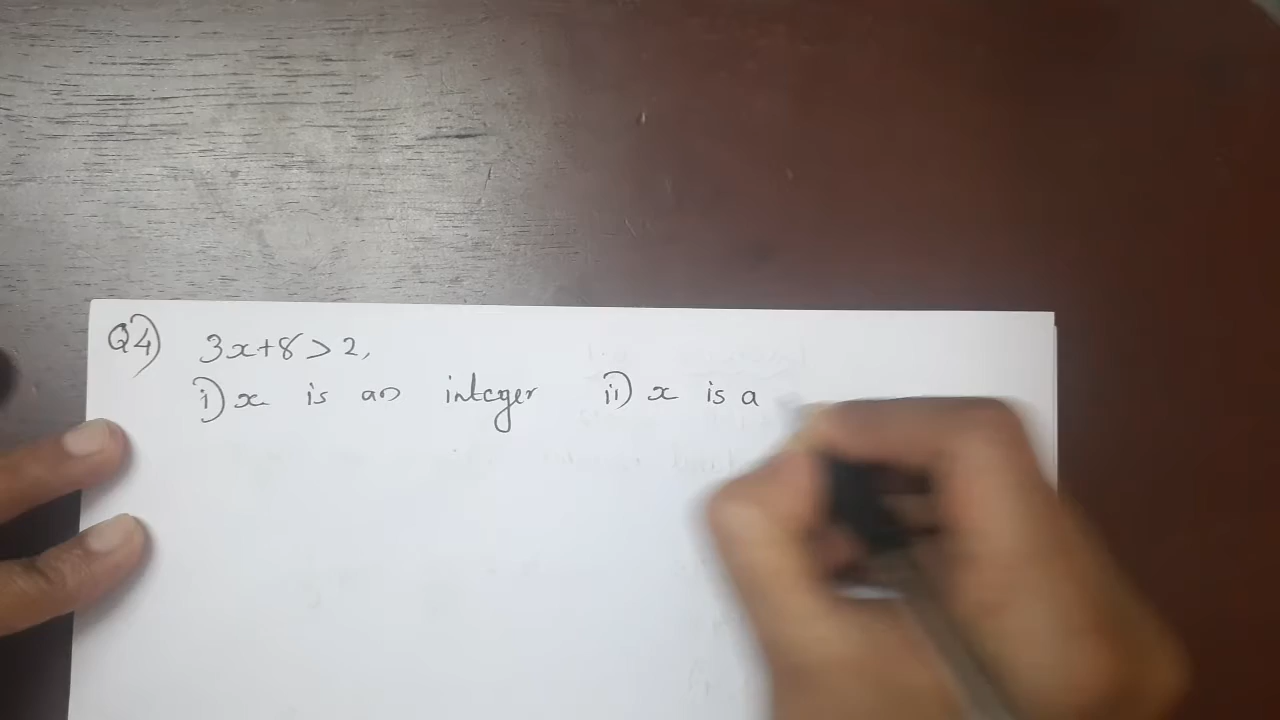 Q4) 3x+8>2,
i) x is an integer ii) x is a